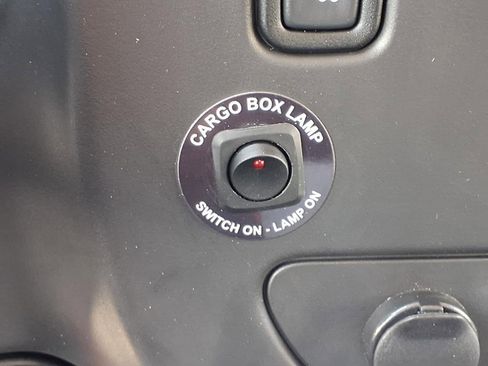 CARGO BOX LAMP
SWITCH ON - LAMP ON